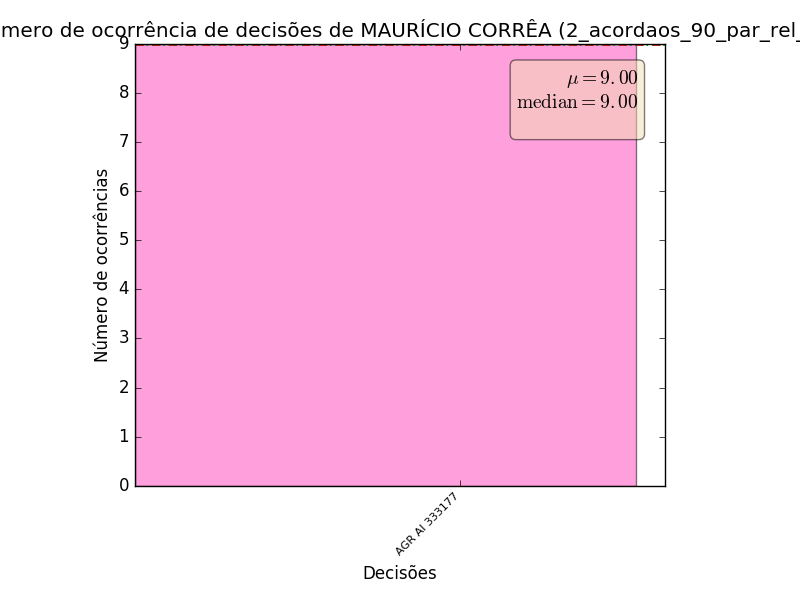 mero de ocorrência de decisões de MAURÍCIO CORRÊA (2_acordaos_90_par_rel_
9
8
7
6
5
4
3
2
1
0
μ = 9.00
median = 9.00
Número de ocorrências
AGR AI 333177
Decisões